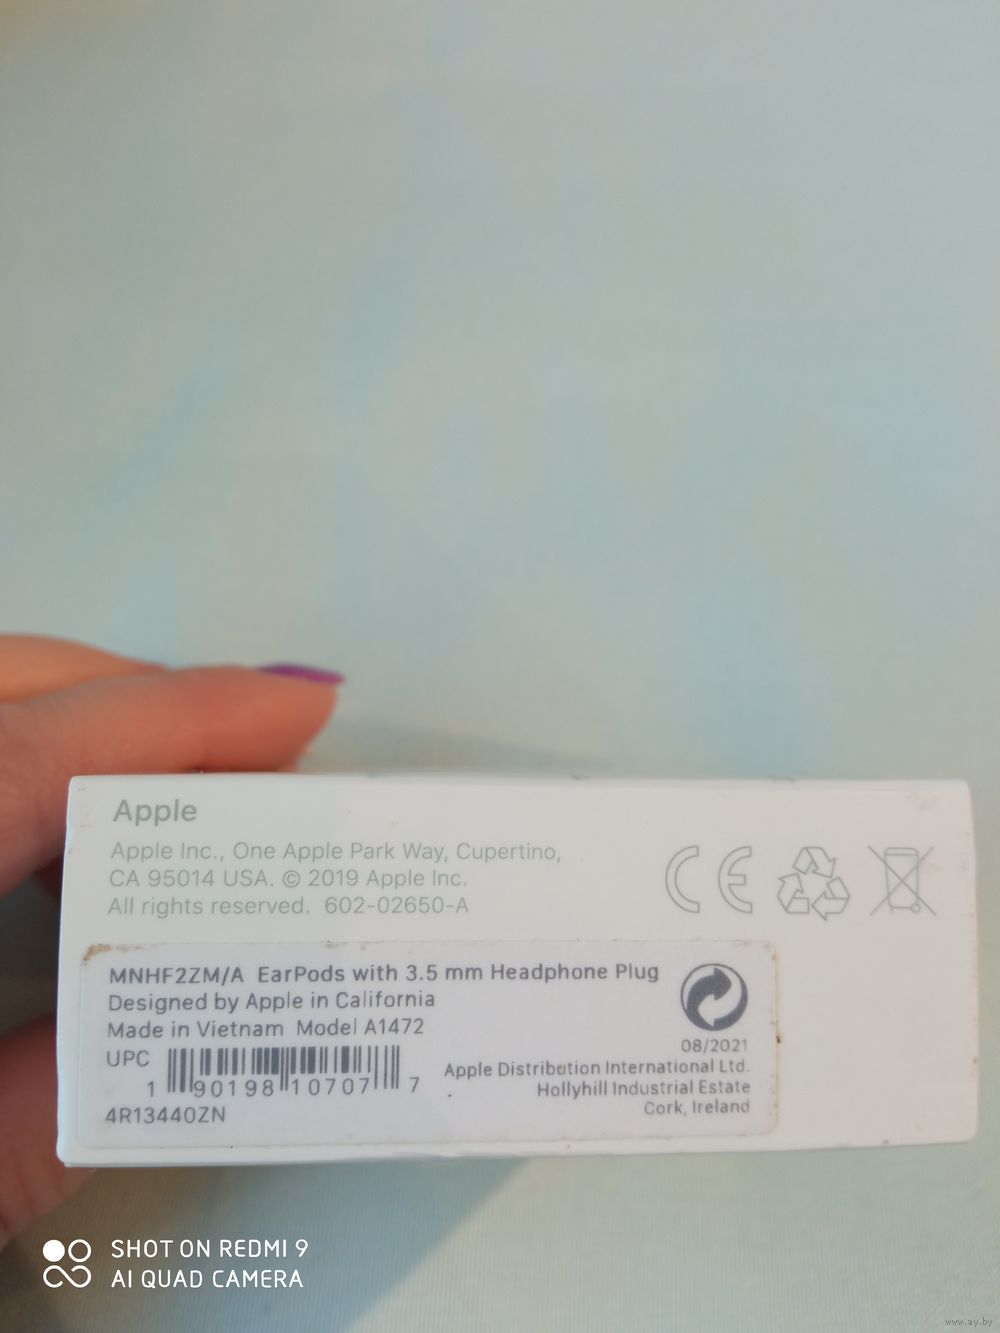 Apple
Apple Inc., One Apple Park Way, Cupertino,
CA 95014 USA. © 2019 Apple Inc.
All rights reserved. 602-02650-A
MNHF2ZM/A EarPods with 3.5 mm Headphone Plug
Designed by Apple in California
Made in Vietnam Model A1472
UPC
1 90198 10707 7
4R13440ZN
08/2021
Apple Distribution International Ltd.
Hollyhill Industrial Estate
Cork, Ireland
SHOT ON REDMI 9
AI QUAD CAMERA
www.ay.by